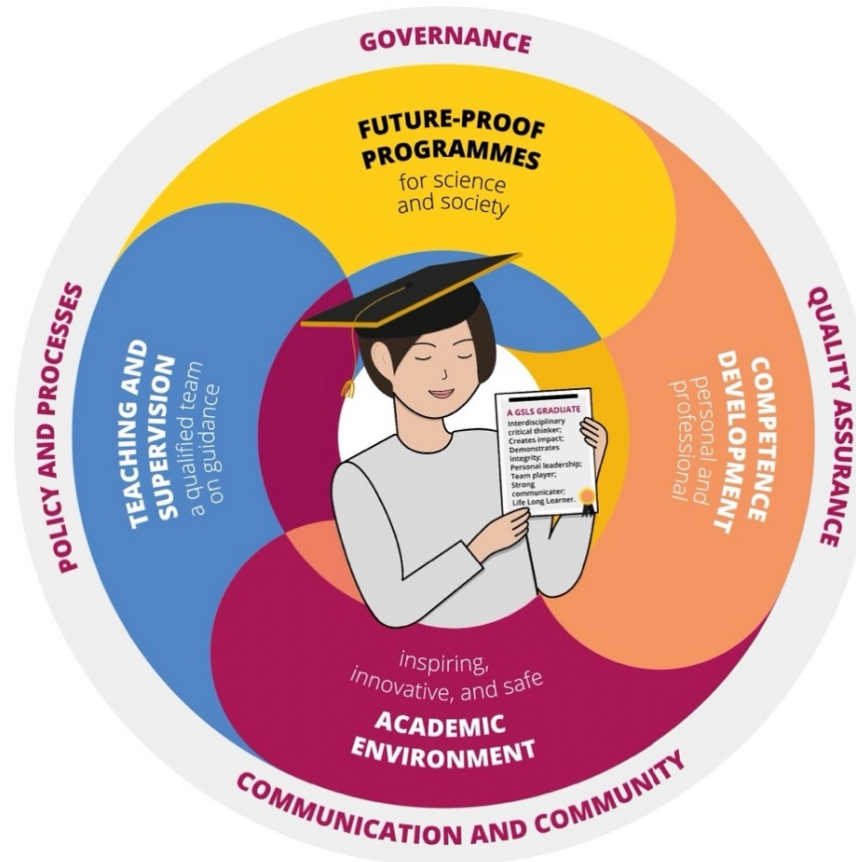 GOVERNANCE
FUTURE-PROOF
PROGRAMMES
for science
and society
POLICY AND PROCESSES
TEACHING AND
SUPERVISION
a qualified team
on guidance
A GSLS GRADUATE
Interdisciplinary
critical thinker;
Creates impact;
Demonstrates
integrity;
Personal leadership;
Team player;
Strong
communicater;
Life Long Learner.
COMPETENCE
DEVELOPMENT
personal and
professional
QUALITY ASSURANCE
inspiring,
innovative, and safe
ACADEMIC
ENVIRONMENT
COMMUNICATION AND COMMUNITY